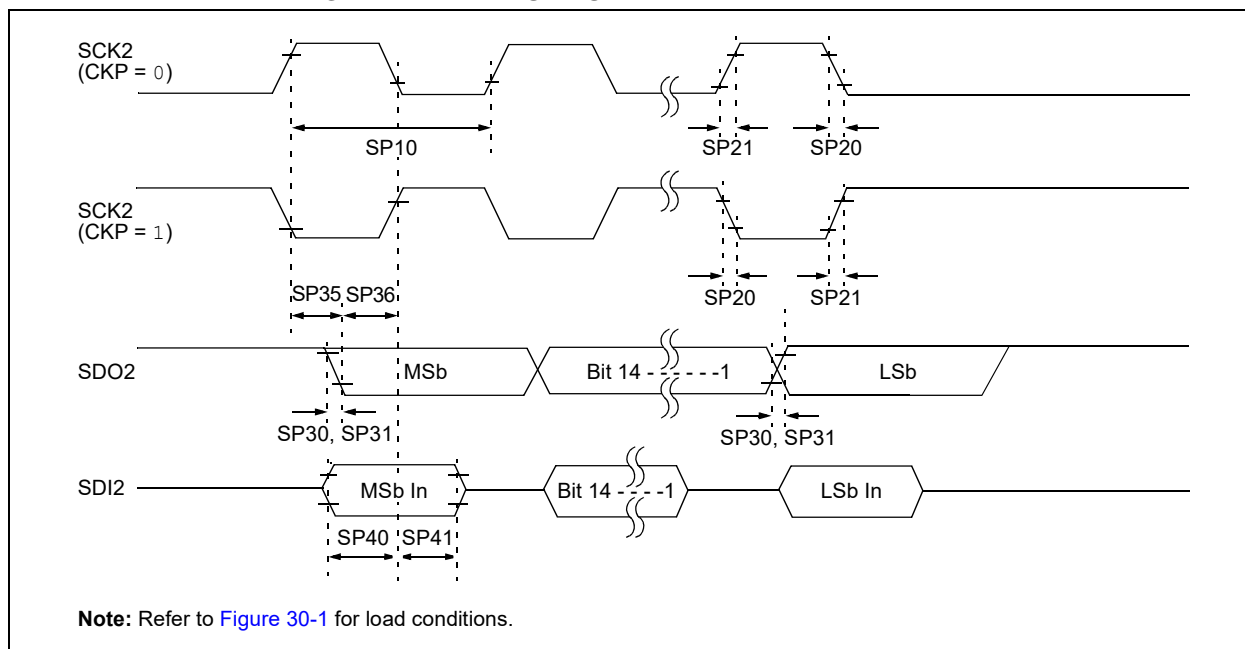 SCK2
(CKP = 0)
SP10
SP21
SP20
SCK2
(CKP = 1)
SP35
SP36
SP20
SP21
SDO2
MSb
Bit 14 - - - - - -1
LSb
SP30, SP31
SP30, SP31
SDI2
MSb In
Bit 14 - - - -1
LSb In
SP40
SP41
Note: Refer to Figure 30-1 for load conditions.